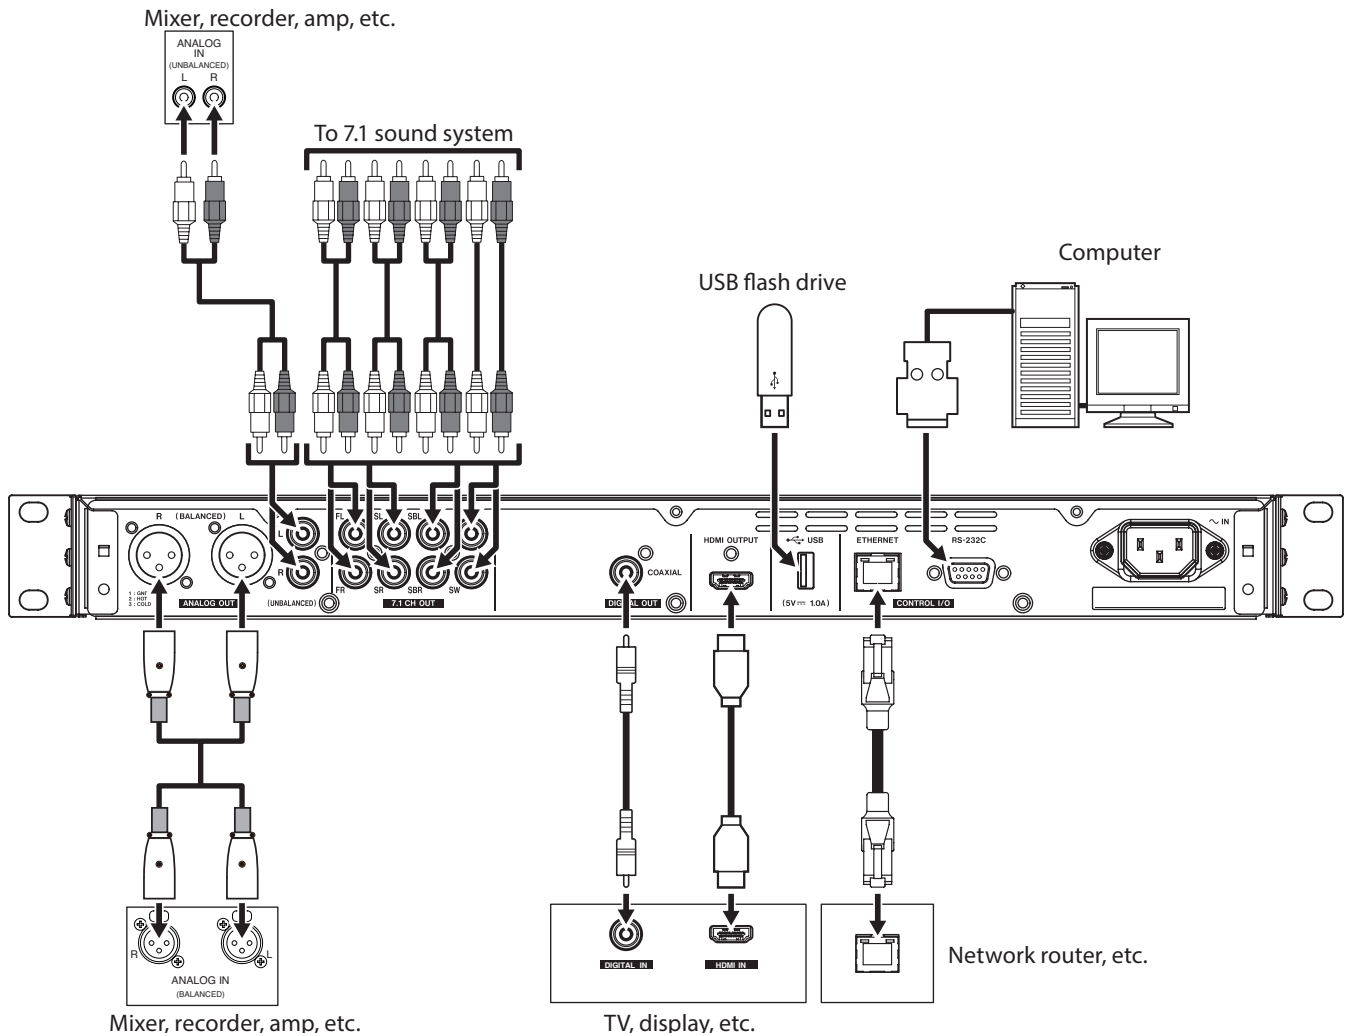 Mixer, recorder, amp, etc.
ANALOG
IN
(UNBALANCED)
L R
To 7.1 sound system
Computer
USB flash drive
R (BALANCED) L
L
FL SL SBL
HDMI OUTPUT
USB
ETHERNET
RS-232C
IN
R
COAXIAL
1 : GNT
2 : HOT
3 : COLD
ANALOG OUT
(UNBALANCED)
FR SR SBR SW
7.1 CH OUT
DIGITAL OUT
(5V 1.0A)
CONTROL I/O
R L
ANALOG IN
(BALANCED)
DIGITAL IN
HDMI IN
Network router, etc.
Mixer, recorder, amp, etc.
TV, display, etc.